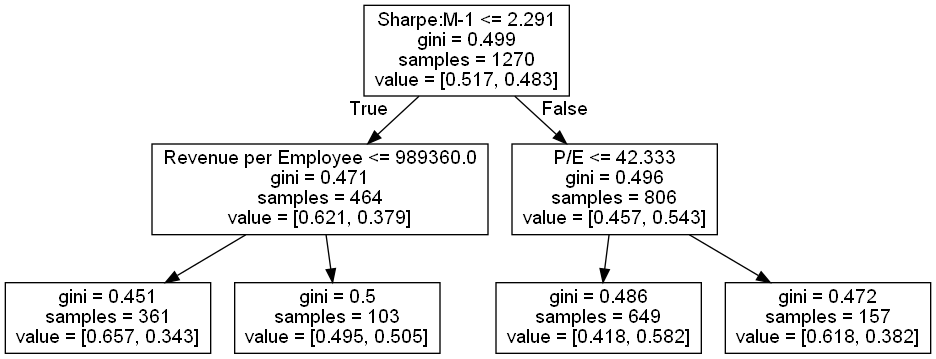 Sharpe:M-1 <= 2.291
gini = 0.499
samples = 1270
value = [0.517, 0.483]
True
False
Revenue per Employee <= 989360.0
gini = 0.471
samples = 464
value = [0.621, 0.379]
P/E <= 42.333
gini = 0.496
samples = 806
value = [0.457, 0.543]
gini = 0.451
samples = 361
value = [0.657, 0.343]
gini = 0.5
samples = 103
value = [0.495, 0.505]
gini = 0.486
samples = 649
value = [0.418, 0.582]
gini = 0.472
samples = 157
value = [0.618, 0.382]